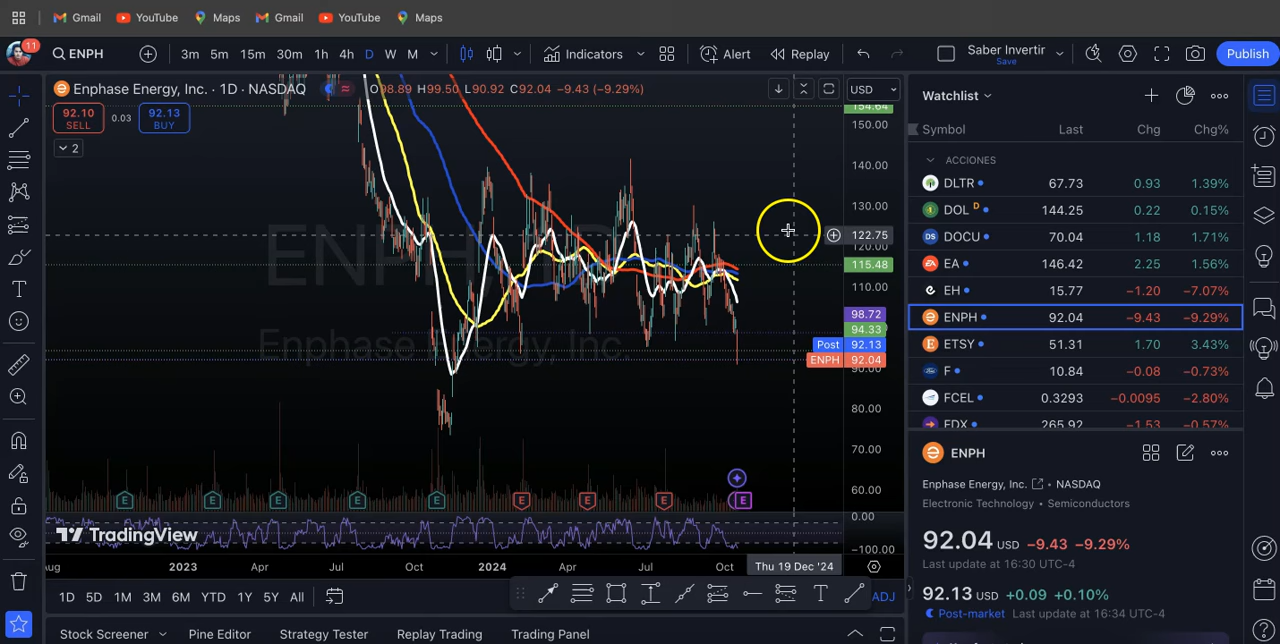 Gmail YouTube Maps Gmail YouTube Maps
11 ENPH 3m 5m 15m 30m 1h 4h D W M Indicators Alert Replay Saber Invertir Save Publish
Enphase Energy, Inc. · 1D · NASDAQ O98.89 H99.50 L90.92 C92.04 −9.43 (−9.29%) USD
92.10 SELL 0.03 92.13 BUY
2
154.64
150.00
140.00
130.00
122.75
120.00
115.48
110.00
98.72
94.33
Post 92.13
ENPH 92.04
90.00
80.00
70.00
60.00
0.00
−100.00
ENPH
Enphase Energy, Inc.
E E E E E E E E E
TradingView
Aug 2023 Apr Jul Oct 2024 Apr Jul Oct Thu 19 Dec '24
1D 5D 1M 3M 6M YTD 1Y 5Y All T ADJ
Stock Screener Pine Editor Strategy Tester Replay Trading Trading Panel
Watchlist
Symbol Last Chg Chg%
ACCIONES
DLTR 67.73 0.93 1.39%
DOL D 144.25 0.22 0.15%
DOCU 70.04 1.18 1.71%
EA 146.42 2.25 1.56%
EH 15.77 −1.20 −7.07%
ENPH 92.04 −9.43 −9.29%
ETSY 51.31 1.70 3.43%
F 10.84 −0.08 −0.73%
FCEL 0.3293 −0.0095 −2.80%
FDX 265.92 −1.53 −0.57%
ENPH
Enphase Energy, Inc. • NASDAQ
Electronic Technology • Semiconductors
92.04 USD −9.43 −9.29%
Last update at 16:30 UTC-4
92.13 USD +0.09 +0.10%
Post-market Last update at 16:34 UTC-4